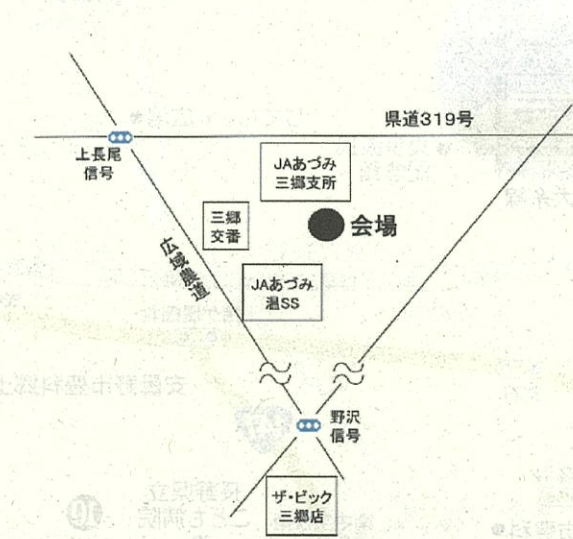 県道319号
上長尾
信号
JAあづみ
三郷支所
三郷
交番
会場
広域農道
JAあづみ
温SS
野沢
信号
ザ・ビック
三郷店